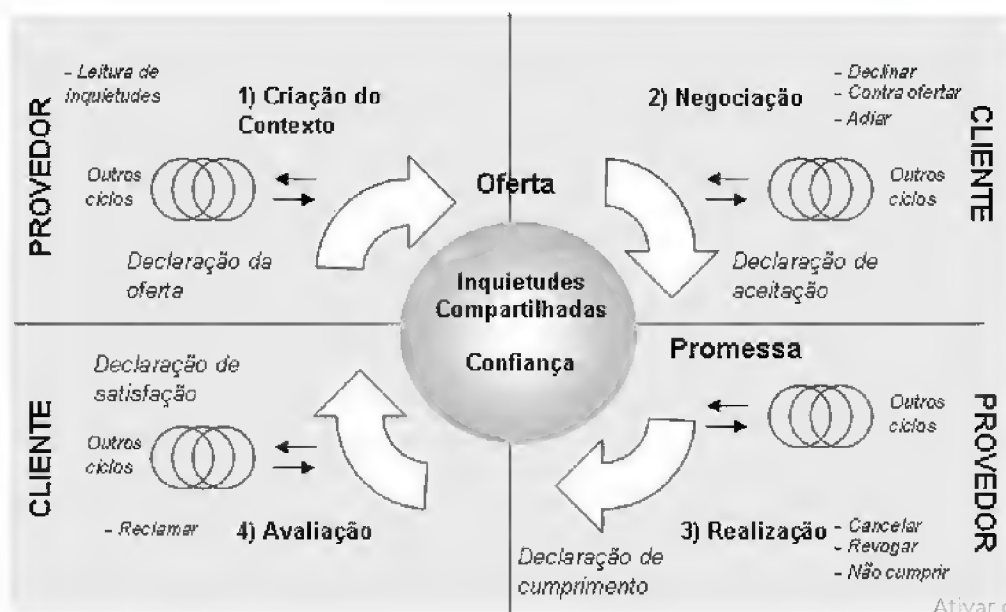 PROVEDOR
- Leitura de
inquietudes
1) Criação do
Contexto
Outros
ciclos
Declaração da
oferta
Oferta
2) Negociação
- Declinar
- Contra ofertar
- Adiar
CLIENTE
Outros
ciclos
Declaração de
aceitação
Inquietudes
Compartilhadas
Confiança
Promessa
Outros
ciclos
PROVEDOR
3) Realização
- Cancelar
- Revogar
- Não cumprir
Declaração de
cumprimento
CLIENTE
Declaração de
satisfação
Outros
ciclos
- Reclamar
4) Avaliação
Ativar